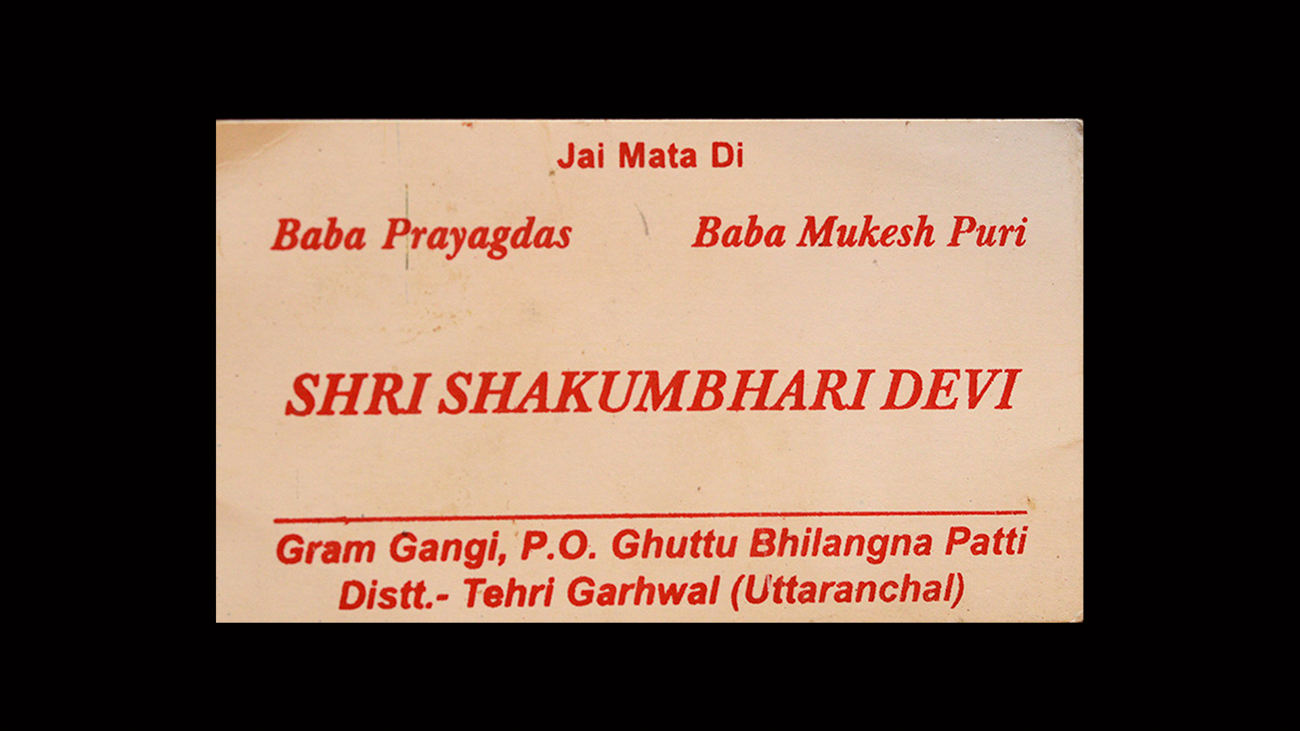 Jai Mata Di
Baba Prayagdas Baba Mukesh Puri
SHRI SHAKUMBHARI DEVI
Gram Gangi, P.O. Ghuttu Bhilangna Patti
Distt.- Tehri Garhwal (Uttaranchal)